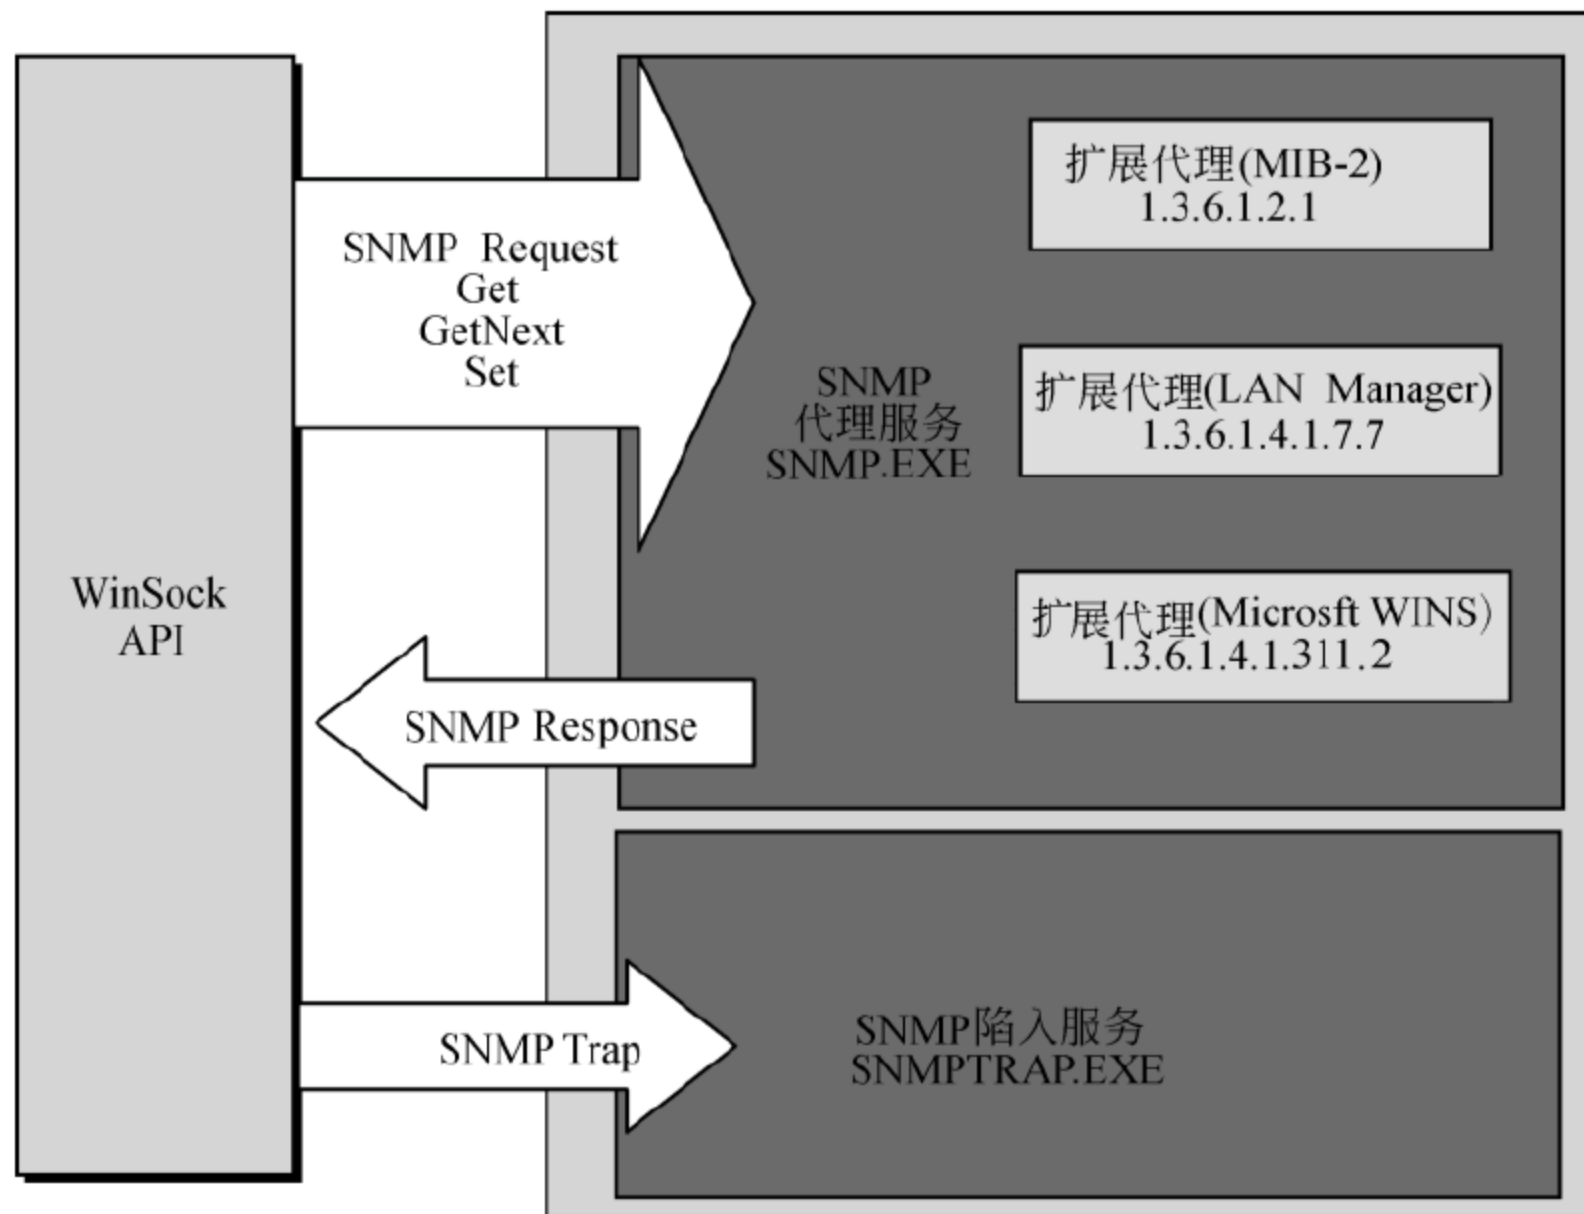 WinSock
API
SNMP Request
Get
GetNext
Set
SNMP Response
SNMP Trap
SNMP
代理服务
SNMP.EXE
扩展代理(MIB-2)
1.3.6.1.2.1
扩展代理(LAN Manager)
1.3.6.1.4.1.7.7
扩展代理(Microsft WINS)
1.3.6.1.4.1.311.2
SNMP陷入服务
SNMPTRAP.EXE